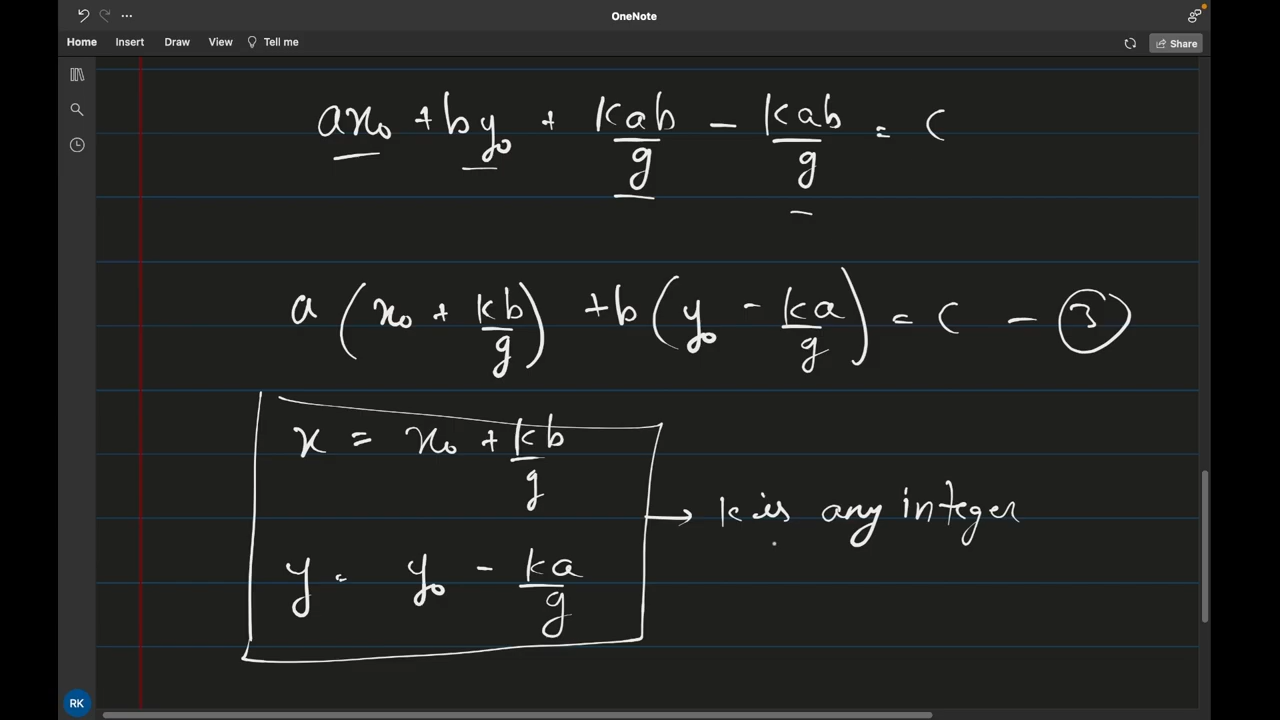 OneNote
Home Insert Draw View Tell me
Share
ax₀ + by₀ + kab/g - kab/g = c
a (x₀ + kb/g) + b (y₀ - ka/g) = c - ③
x = x₀ + kb/g
→ k is any integer
y = y₀ - ka/g
RK